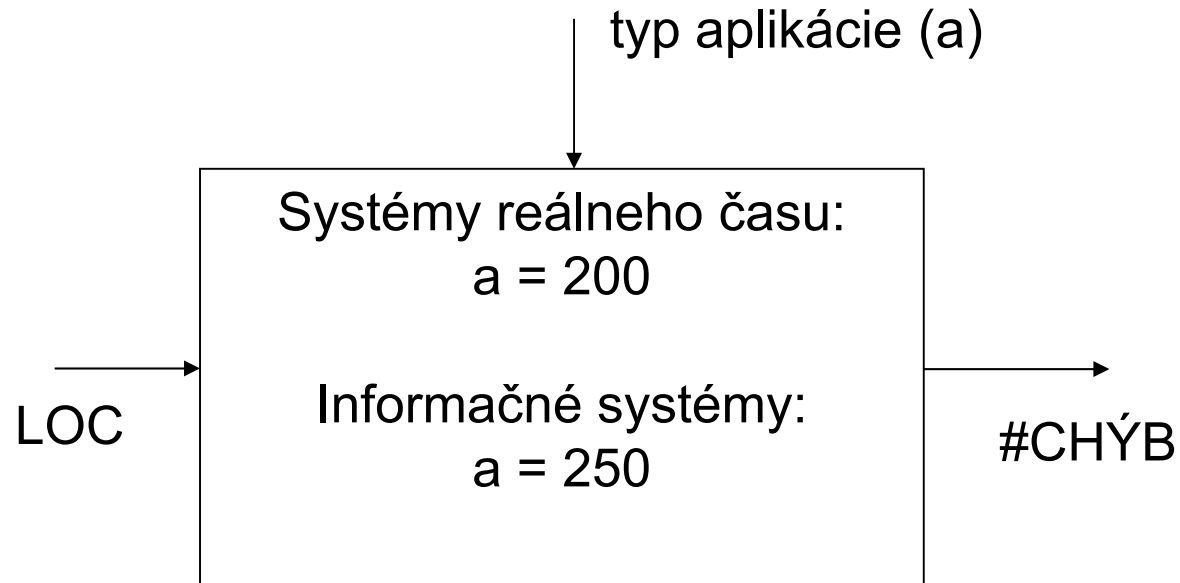 typ aplikácie (a)
Systémy reálneho času:
a = 200
Informačné systémy:
a = 250
LOC
#CHÝB